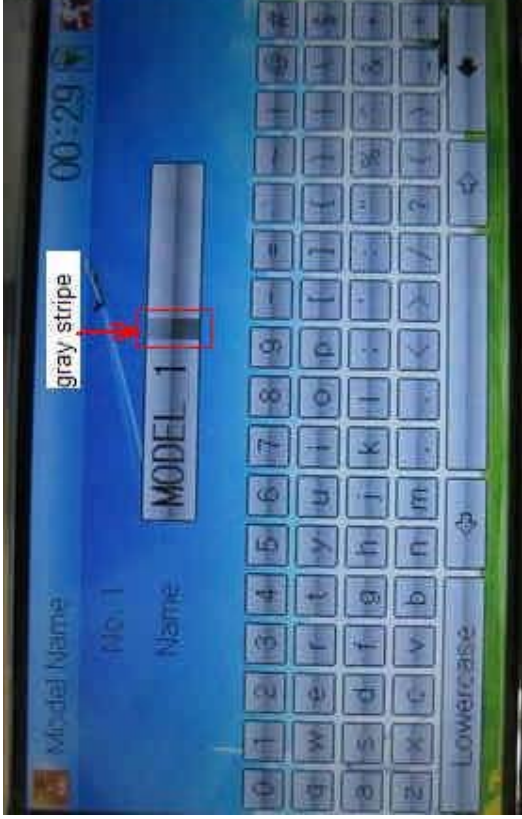 Model Name 00:29
gray stripe
No. 1
Name MODEL 1
0 1 2 3 4 5 6 7 8 9 - = ~ @ #
q w e r t y u i o p [ ] { } \ $
a s d f g h j k l ; ' : " % &
z x c v b n m , . < > / ? ( ) _ +
Lowercase